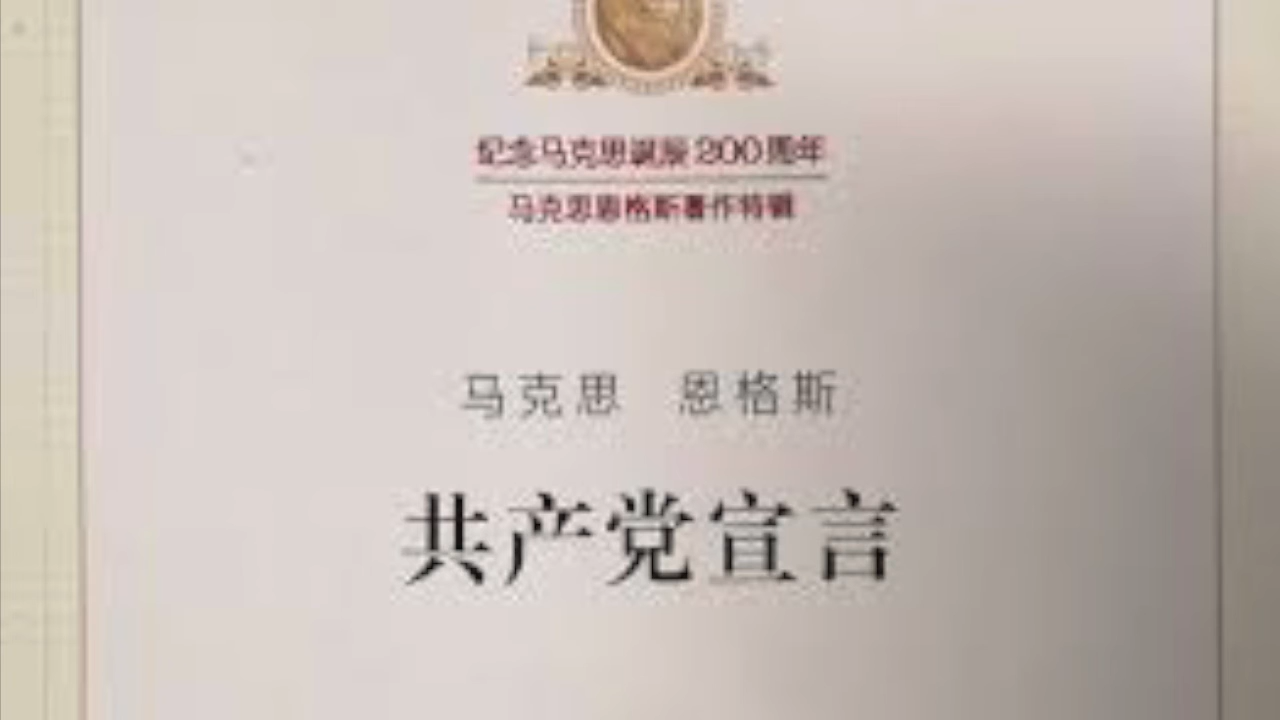 纪念马克思诞辰200周年
马克思恩格斯著作特辑
马克思 恩格斯
共产党宣言